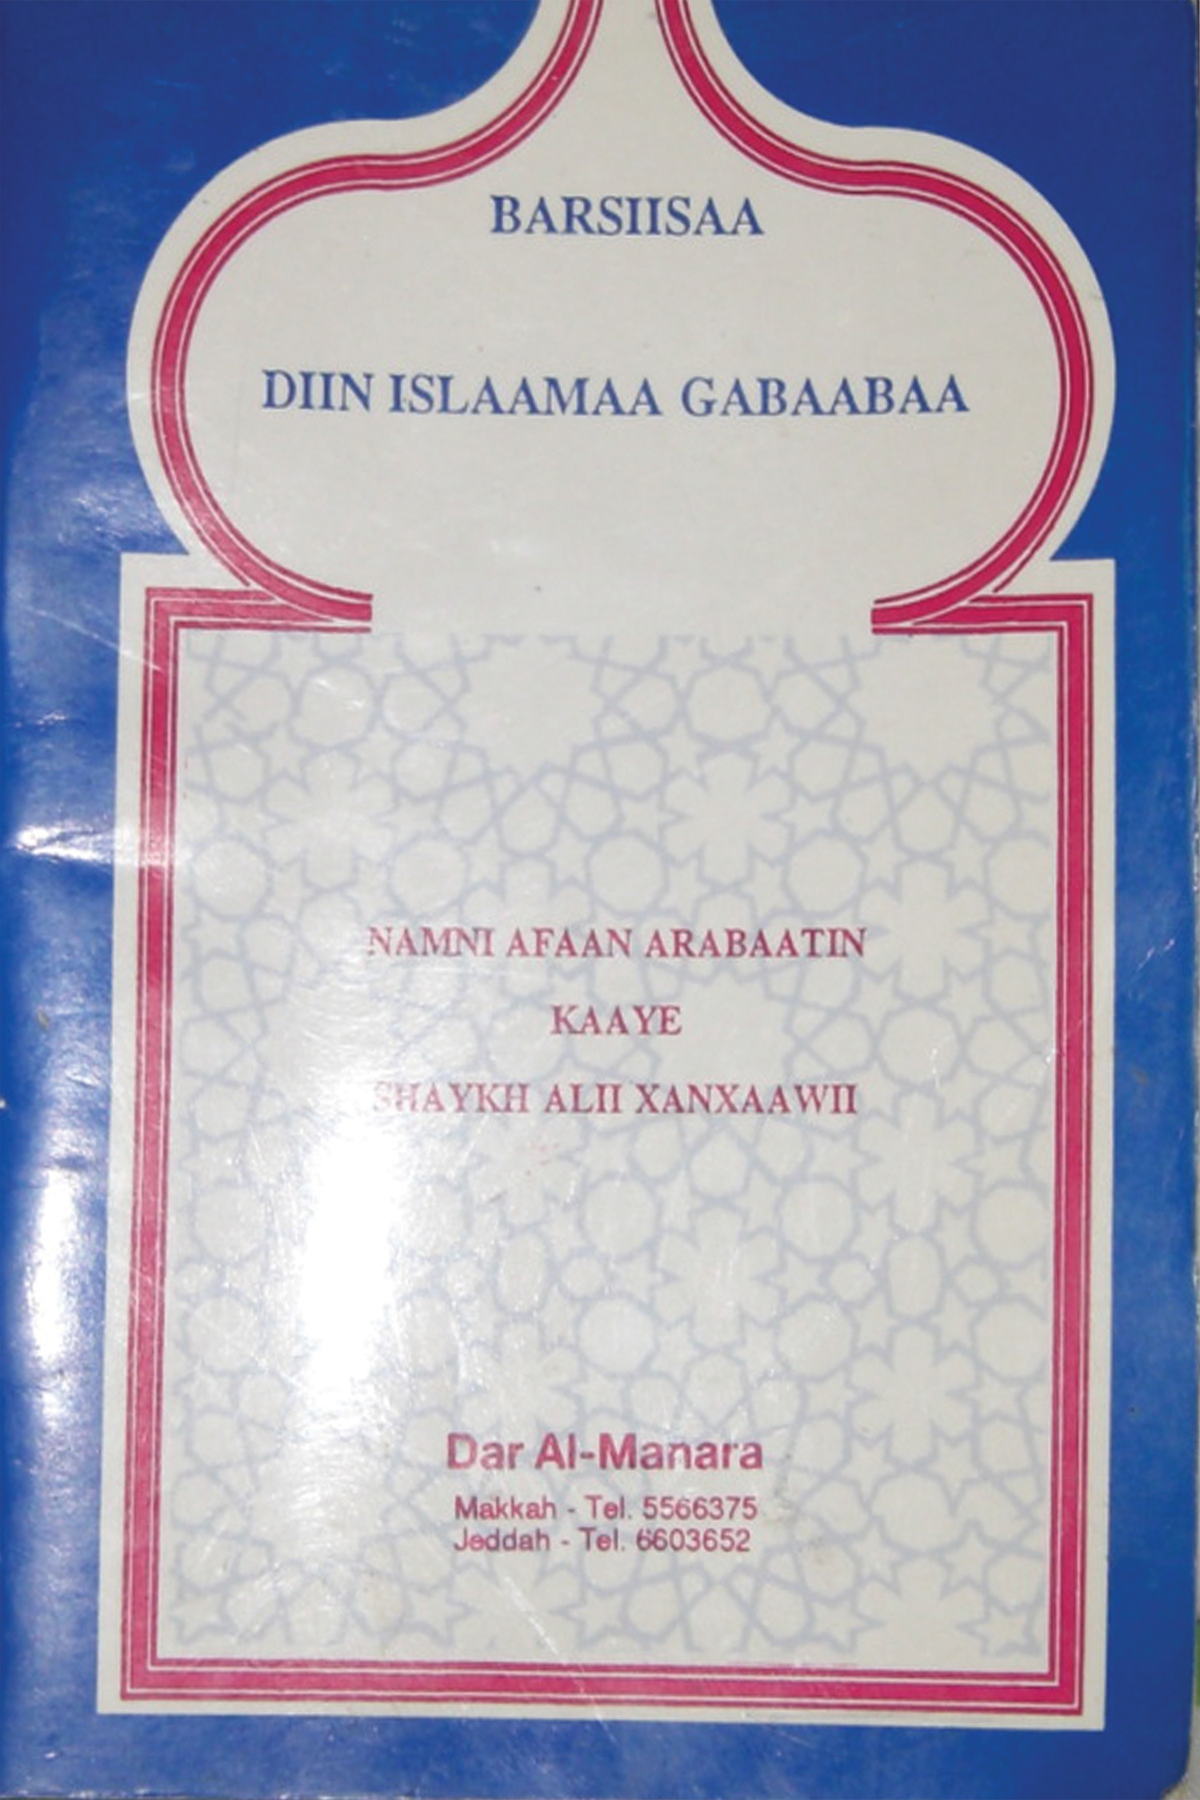 BARSIISAA
DIIN ISLAAMAA GABAABAA
NAMNI AFAAN ARABAATIN
KAAYE
SHAYKH ALII XANXAAWII
Dar Al-Manara
Makkah - Tel. 5566375
Jeddah - Tel. 6603652